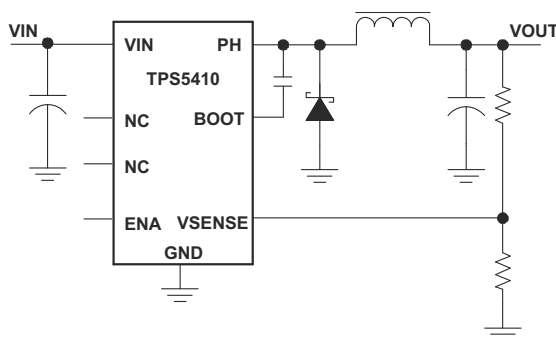 VIN
VOUT
VIN
PH
TPS5410
NC
BOOT
NC
ENA
VSENSE
GND